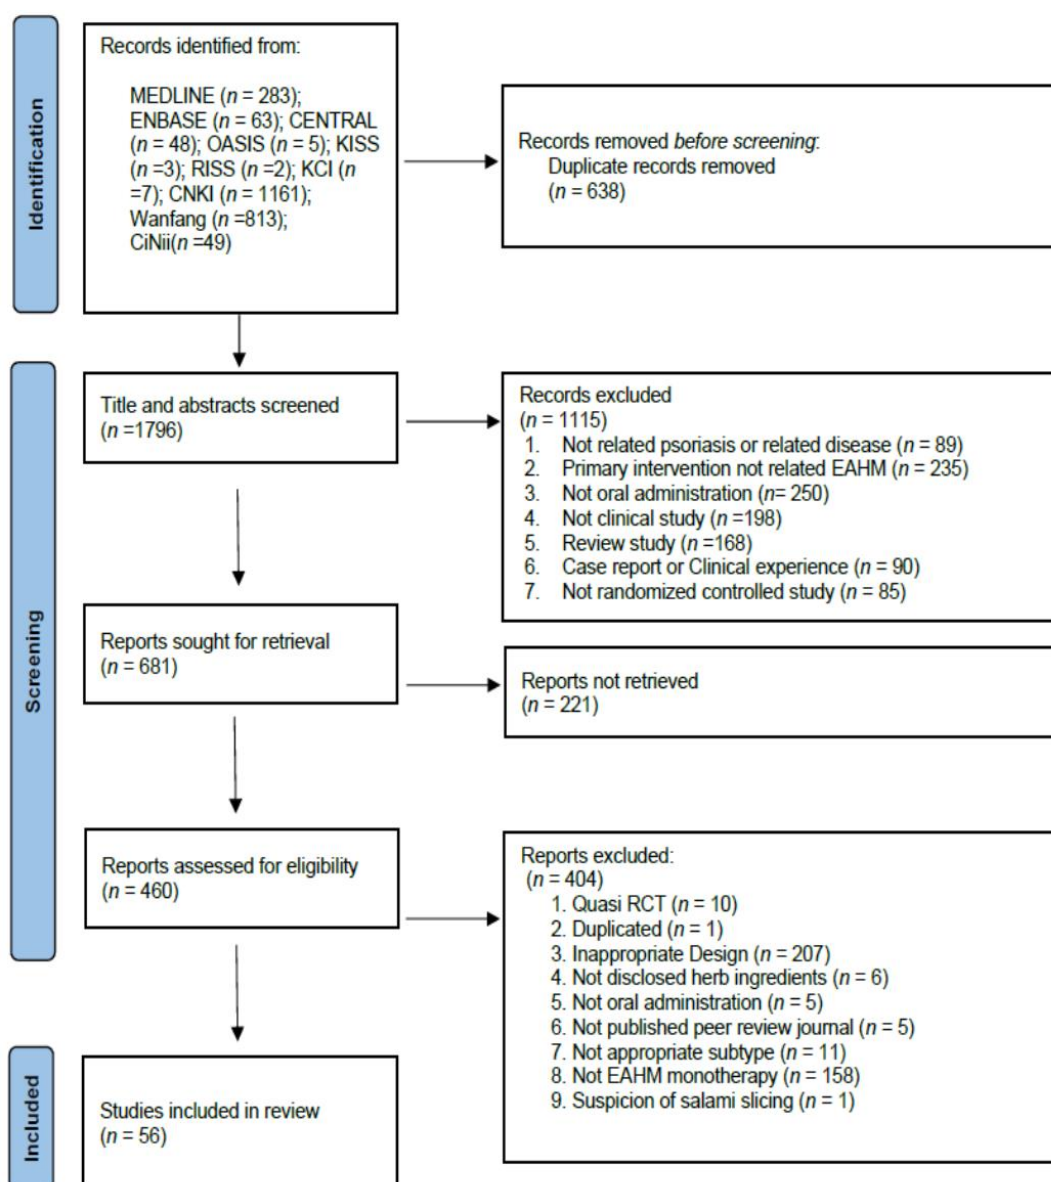 Identification
Records identified from:
MEDLINE (n = 283);
ENBASE (n = 63); CENTRAL
(n = 48); OASIS (n = 5); KISS
(n =3); RISS (n =2); KCI (n
=7); CNKI (n = 1161);
Wanfang (n =813);
CiNii(n =49)
Records removed before screening:
Duplicate records removed
(n = 638)
Screening
Title and abstracts screened
(n =1796)
Records excluded
(n = 1115)
1. Not related psoriasis or related disease (n = 89)
2. Primary intervention not related EAHM (n = 235)
3. Not oral administration (n= 250)
4. Not clinical study (n =198)
5. Review study (n =168)
6. Case report or Clinical experience (n = 90)
7. Not randomized controlled study (n = 85)
Reports sought for retrieval
(n = 681)
Reports not retrieved
(n = 221)
Reports assessed for eligibility
(n = 460)
Reports excluded:
(n = 404)
1. Quasi RCT (n = 10)
2. Duplicated (n = 1)
3. Inappropriate Design (n = 207)
4. Not disclosed herb ingredients (n = 6)
5. Not oral administration (n = 5)
6. Not published peer review journal (n = 5)
7. Not appropriate subtype (n = 11)
8. Not EAHM monotherapy (n = 158)
9. Suspicion of salami slicing (n = 1)
Included
Studies included in review
(n = 56)